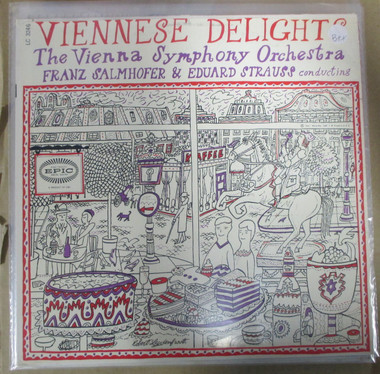 VIENNESE DELIGHTS
The Vienna Symphony Orchestra
FRANZ SALMHOFER & EDUARD STRAUSS conducting
EPIC